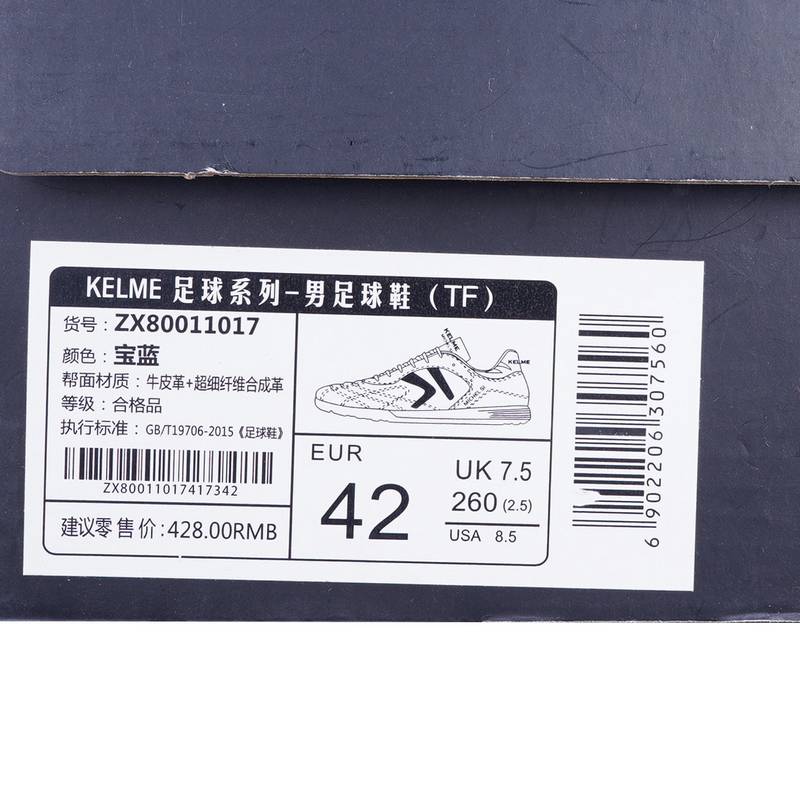 KELME 足球系列-男足球鞋（TF）
货号：ZX80011017
颜色：宝蓝
帮面材质：牛皮革+超细纤维合成革
等级：合格品
执行标准：GB/T19706-2015《足球鞋》
ZX80011017417342
建议零售价：428.00RMB
KELME
KELME
EUR
42
UK 7.5
260 (2.5)
USA 8.5
6 902206 307560